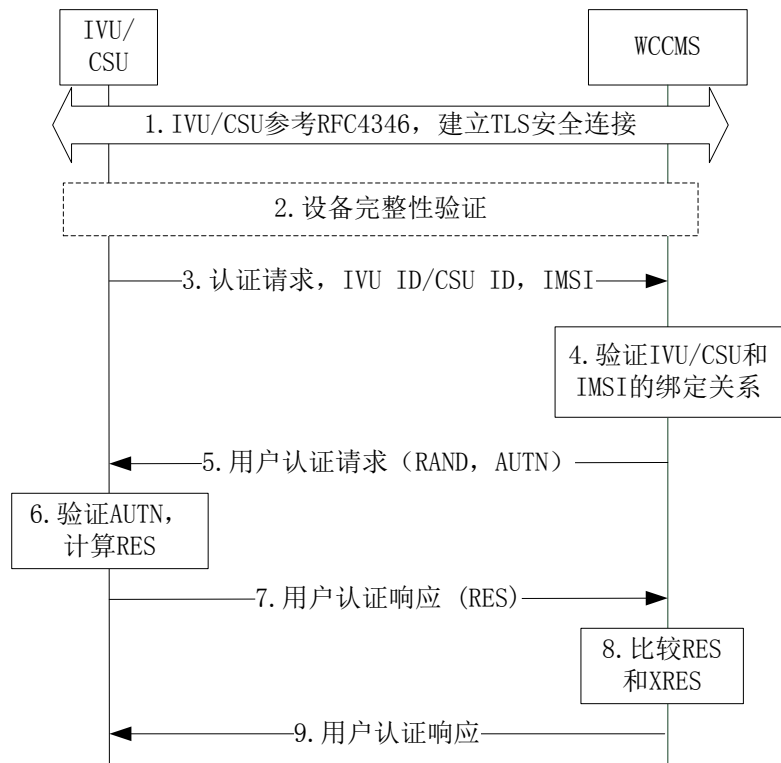 IVU/
CSU
WCCMS
1.IVU/CSU参考RFC4346，建立TLS安全连接
2.设备完整性验证
3.认证请求，IVU ID/CSU ID，IMSI
4.验证IVU/CSU和
IMSI的绑定关系
5.用户认证请求（RAND，AUTN）
6.验证AUTN，
计算RES
7.用户认证响应 (RES)
8.比较RES
和XRES
9.用户认证响应